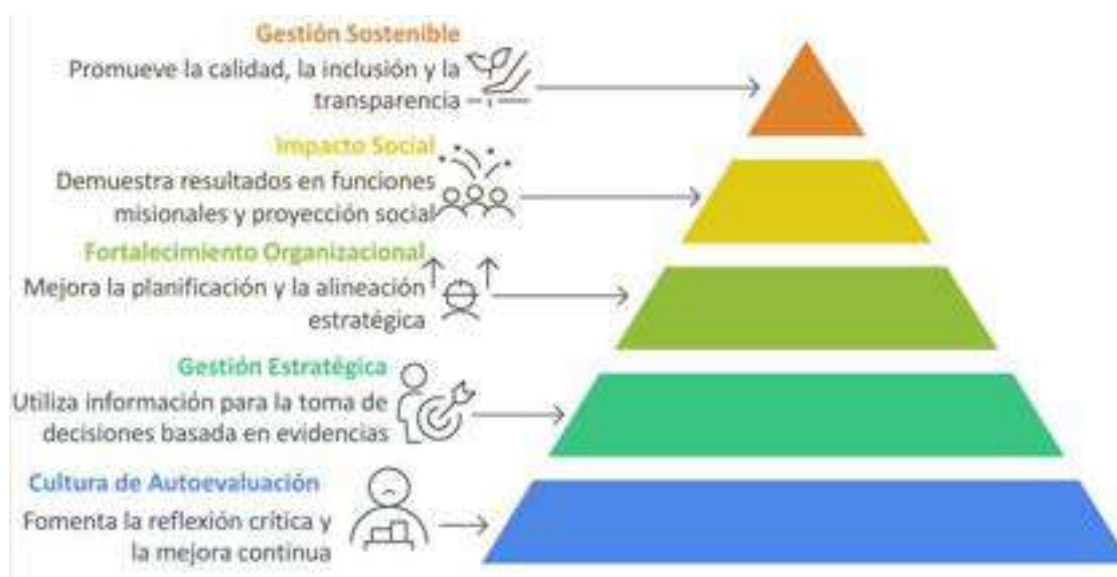 Gestión Sostenible
Promueve la calidad, la inclusión y la
transparencia
Impacto Social
Demuestra resultados en funciones
misionales y proyección social
Fortalecimiento Organizacional
Mejora la planificación y la alineación
estratégica
Gestión Estratégica
Utiliza información para la toma de
decisiones basada en evidencias
Cultura de Autoevaluación
Fomenta la reflexión crítica y
la mejora continua